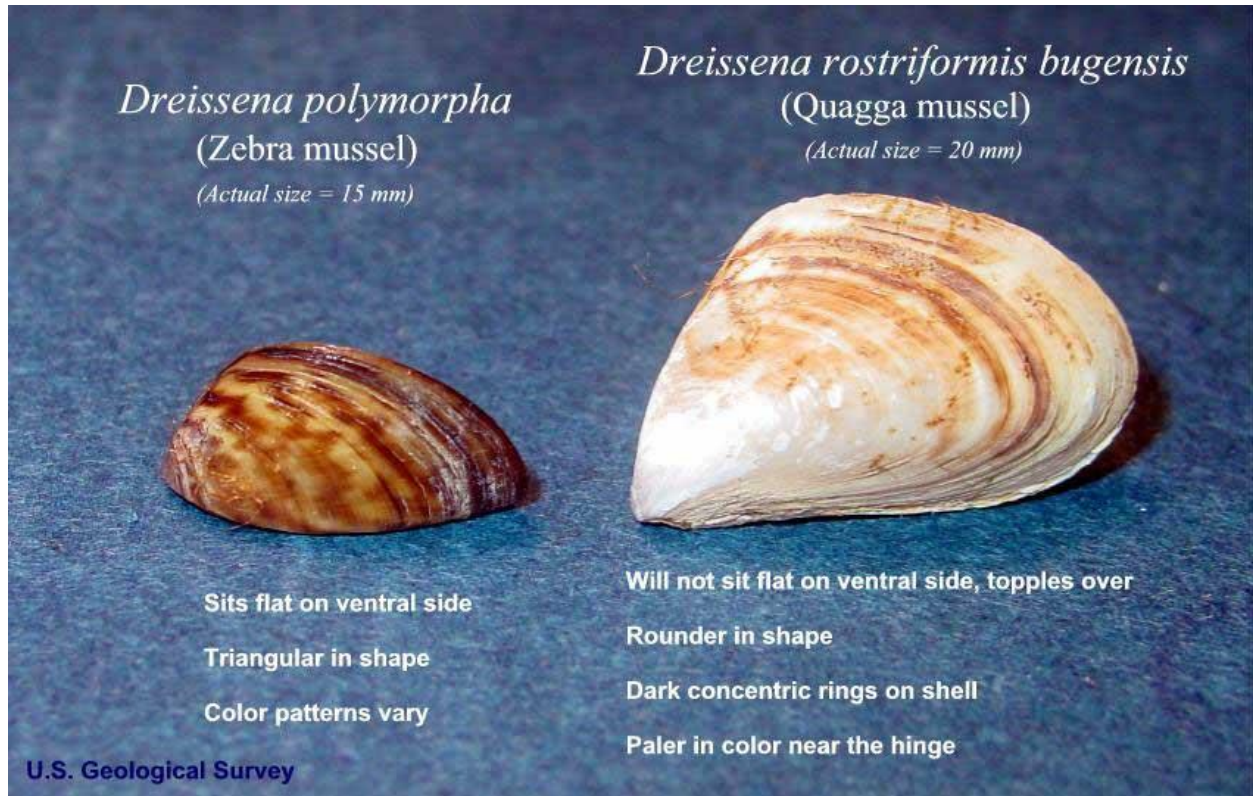 Dreissena polymorpha
(Zebra mussel)
(Actual size = 15 mm)
Sits flat on ventral side
Triangular in shape
Color patterns vary
Dreissena rostriformis bugensis
(Quagga mussel)
(Actual size = 20 mm)
Will not sit flat on ventral side, topples over
Rounder in shape
Dark concentric rings on shell
Paler in color near the hinge
U.S. Geological Survey